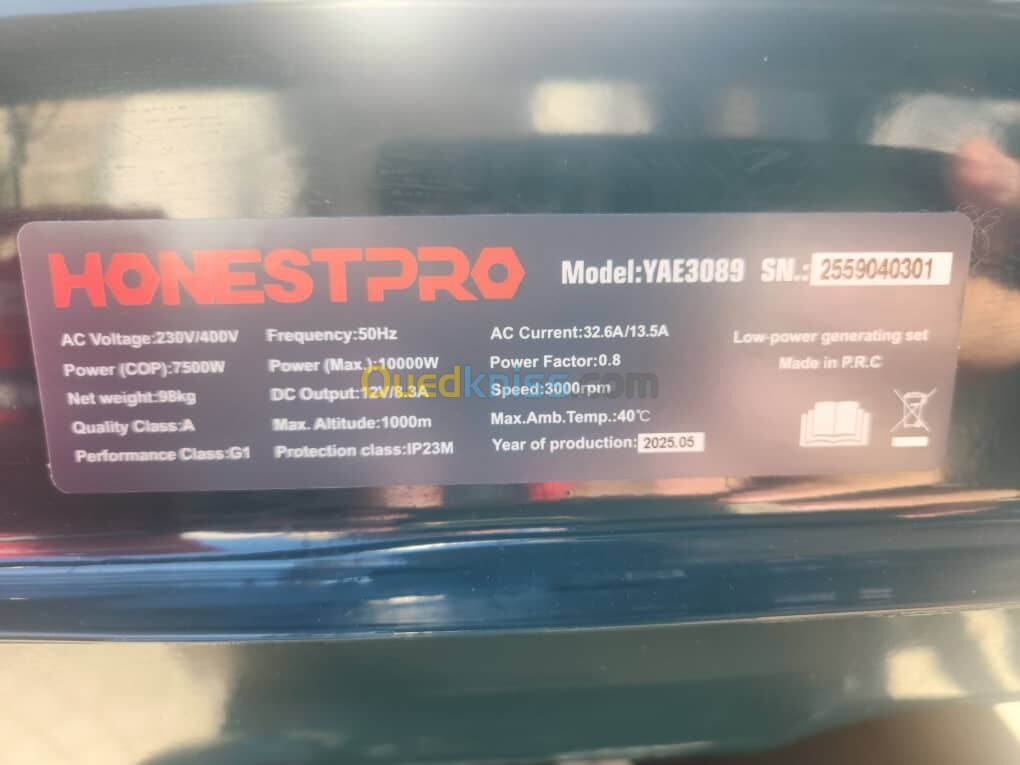 HONESTPRO Model:YAE3089 SN.: 2559040301
AC Voltage:230V/400V Frequency:50Hz AC Current:32.6A/13.5A Low-power generating set
Power (COP):7500W Power (Max.):10000W Power Factor:0.8 Made in P.R.C
Net weight:98kg DC Output:12V/8.3A Speed:3000rpm
Quality Class:A Max. Altitude:1000m Max.Amb.Temp.:40℃
Performance Class:G1 Protection class:IP23M Year of production: 2025.05
Ouedkniss.com